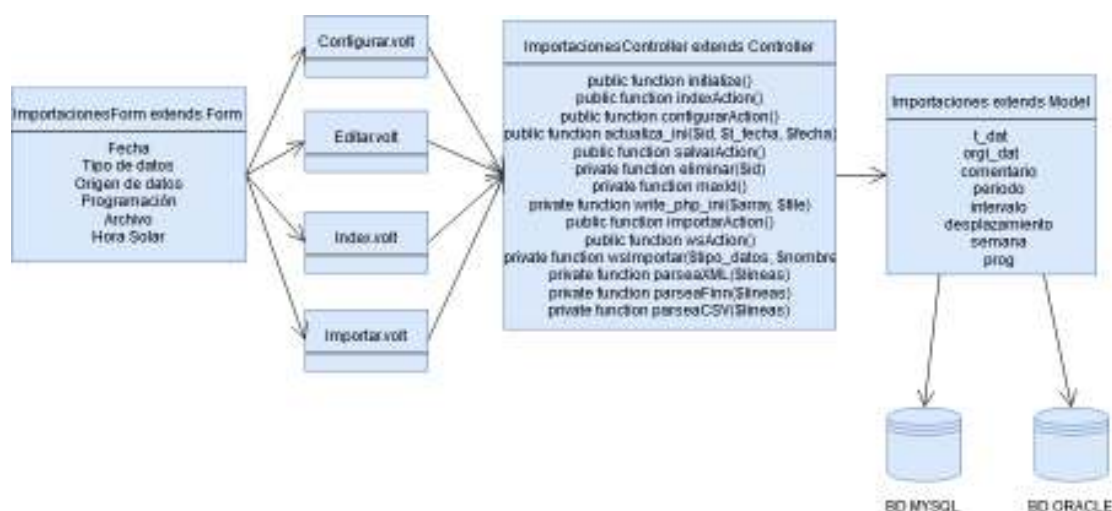 ImportacionesForm extends Form
Fecha
Tipo de datos
Origen de datos
Programación
Archivo
Hora Solar
Configurar.volt
Editar.volt
Index.volt
Importar.volt
ImportacionesController extends Controller
public function initialize()
public function indexAction()
public function configurarAction()
public function actualiza_ini($id, $t_fecha, $fecha)
public function salvarAction()
private function eliminar($id)
private function maxId()
private function write_php_ini($array, $file)
public function importarAction()
public function wsAction()
private function wsImportar($tipo_datos, $nombre
private function parseaXML($lineas)
private function parseaFinn($lineas)
private function parseaCSV($lineas)
Importaciones extends Model
t_dat
orgi_dat
comentario
periodo
intervalo
desplazamiento
semana
prog
BD MYSQL
BD ORACLE